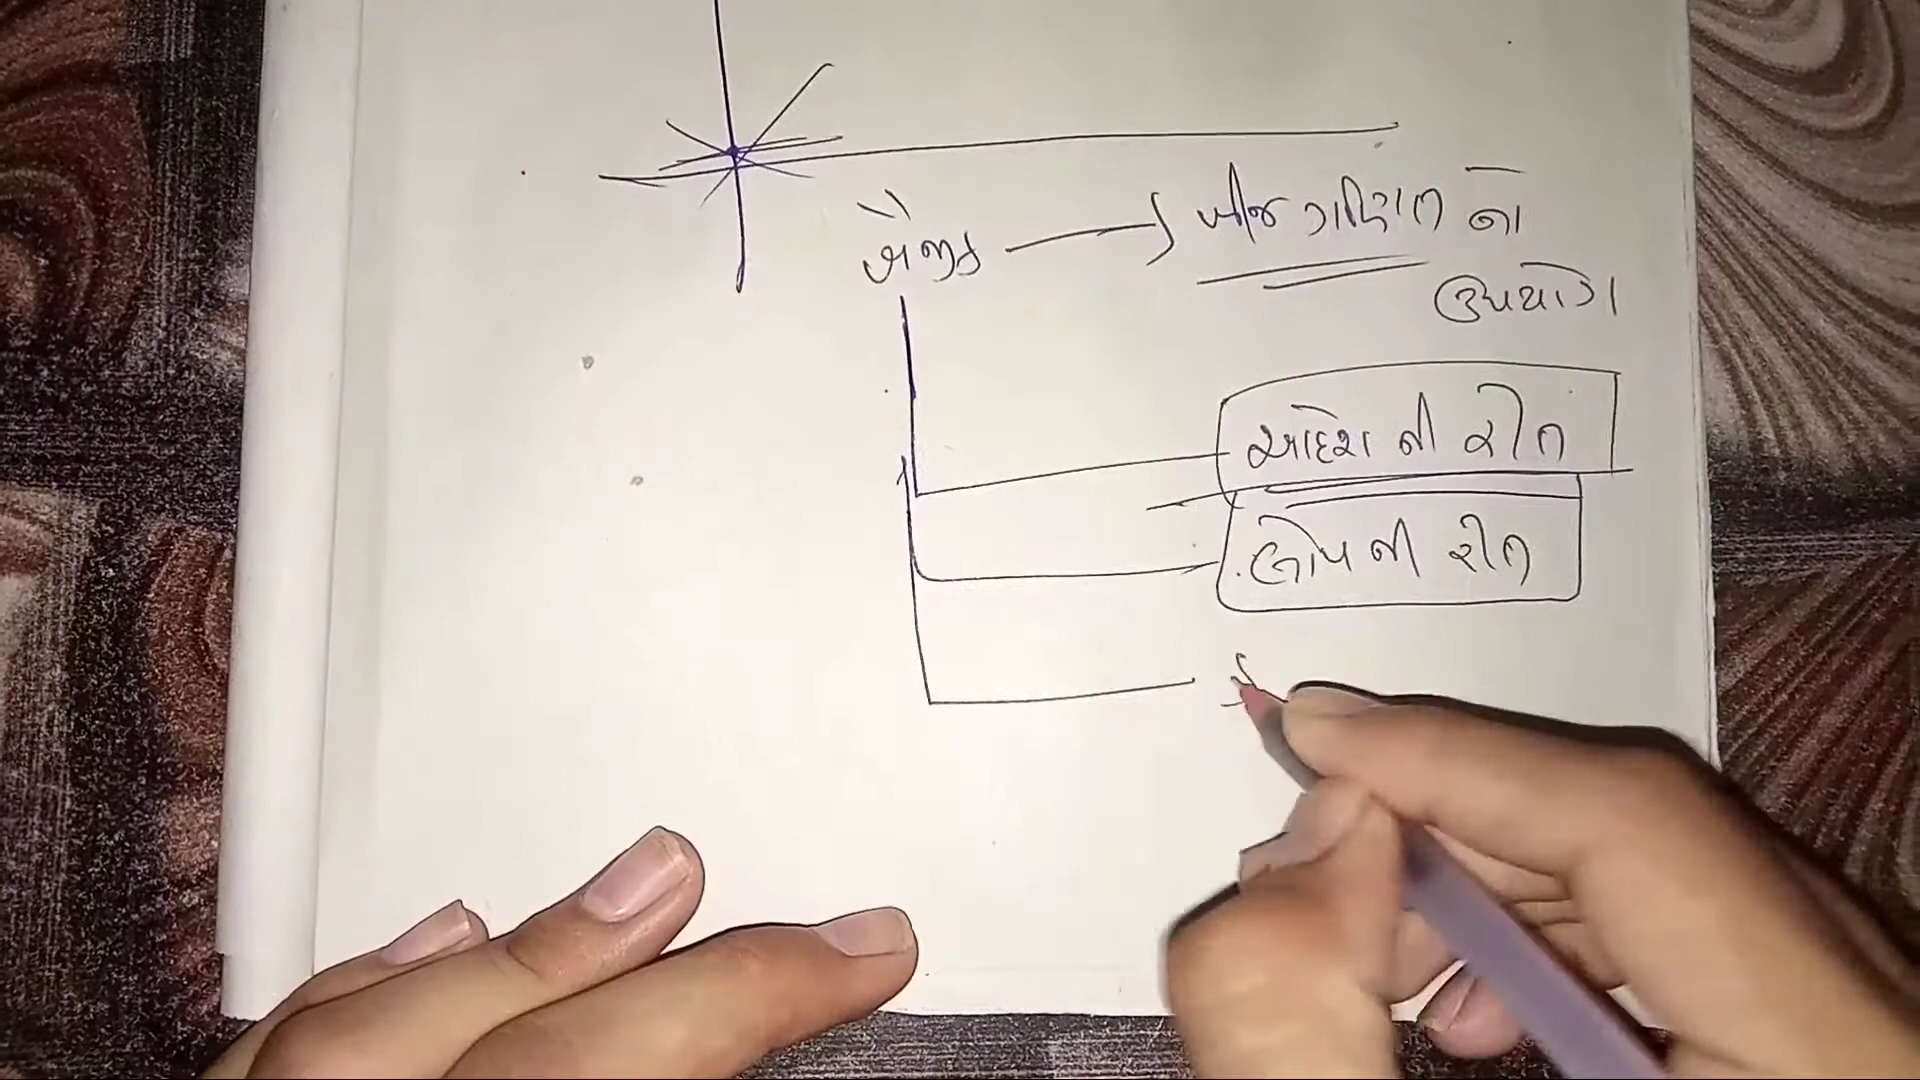 બૈજીક → બીજ ગણિત નો
ઉપયોગ
આદેશ ની રીત
લોપ ની રીત